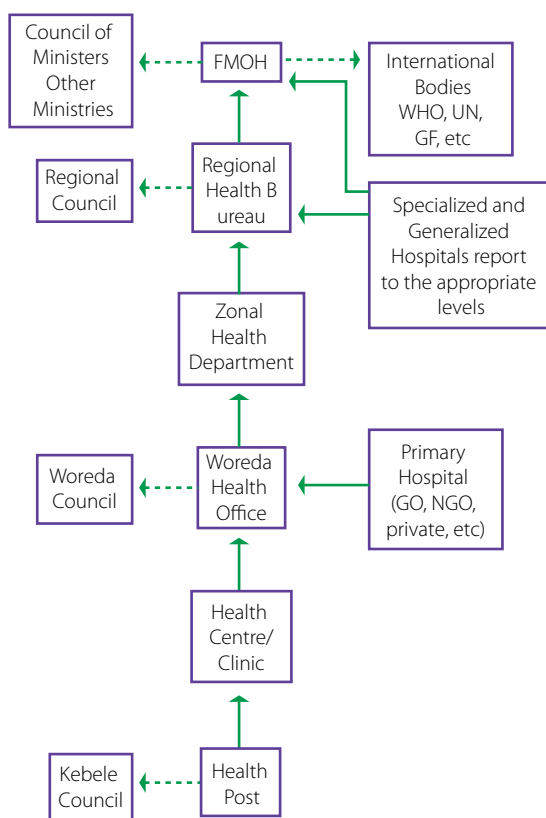 Council of
Ministers
Other
Ministries
FMOH
International
Bodies
WHO, UN,
GF, etc
Regional
Council
Regional
Health B
ureau
Specialized and
Generalized
Hospitals report
to the appropriate
levels
Zonal
Health
Department
Woreda
Council
Woreda
Health
Office
Primary
Hospital
(GO, NGO,
private, etc)
Health
Centre/
Clinic
Kebele
Council
Health
Post